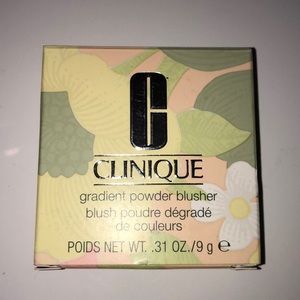 C
CLINIQUE
gradient powder blusher
blush poudre dégradé
de couleurs
POIDS NET WT. .31 OZ./9 g ℮